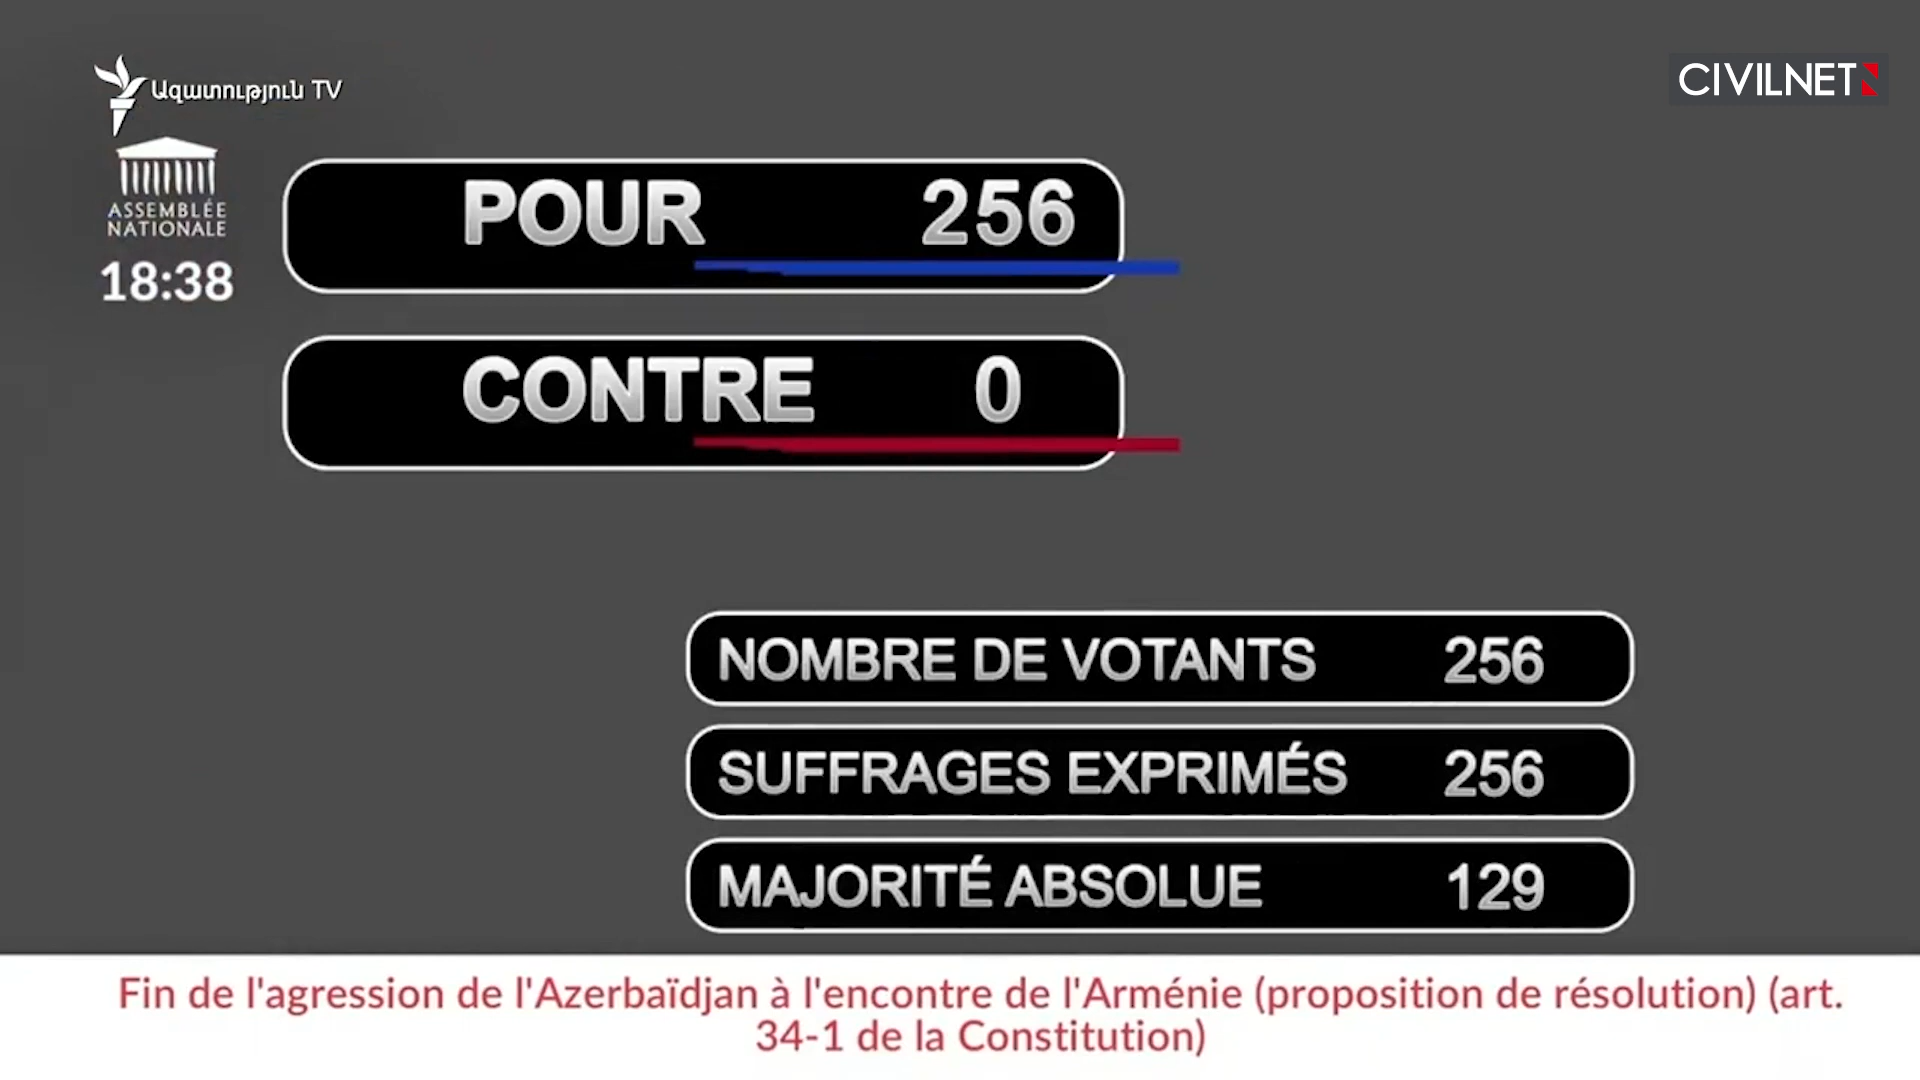 Ազատություն TV
CIVILNET
ASSEMBLÉE
NATIONALE
18:38
POUR 256
CONTRE 0
NOMBRE DE VOTANTS 256
SUFFRAGES EXPRIMÉS 256
MAJORITÉ ABSOLUE 129
Fin de l'agression de l'Azerbaïdjan à l'encontre de l'Arménie (proposition de résolution) (art.
34-1 de la Constitution)